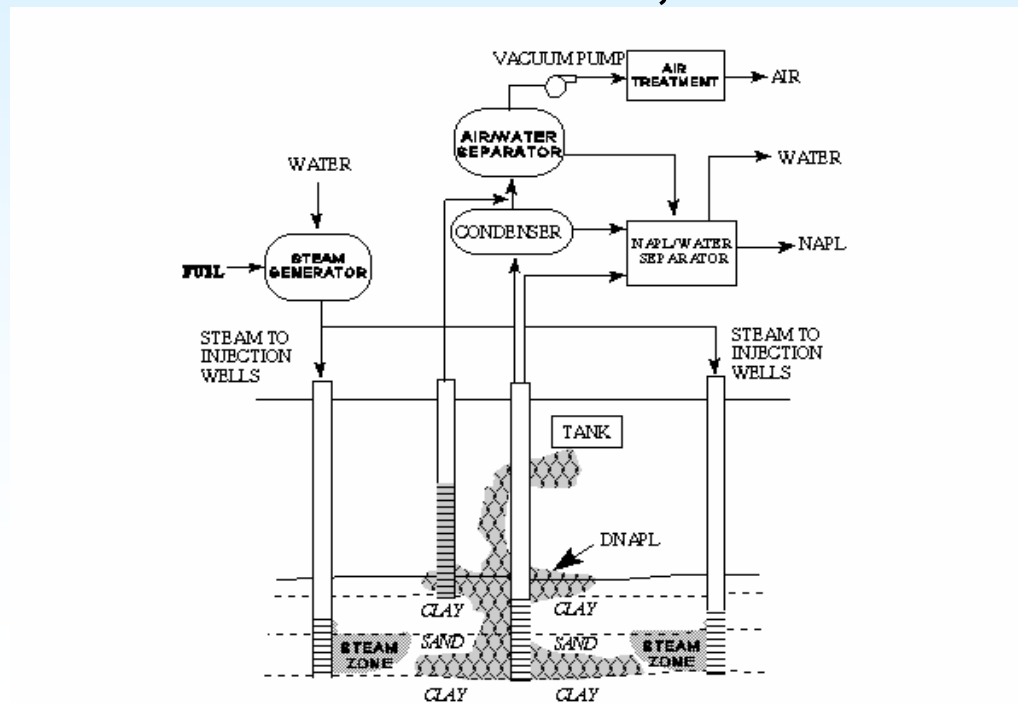 VACUUM PUMP
AIR
TREATMENT
AIR
AIR/WATER
SEPARATOR
WATER
WATER
CONDENSER
NAPL/WATER
SEPARATOR
NAPL
STEAM
GENERATOR
FUEL
STEAM TO
INJECTION
WELLS
STEAM TO
INJECTION
WELLS
TANK
DNAPL
CLAY
CLAY
SAND
SAND
STEAM
ZONE
STEAM
ZONE
CLAY
CLAY